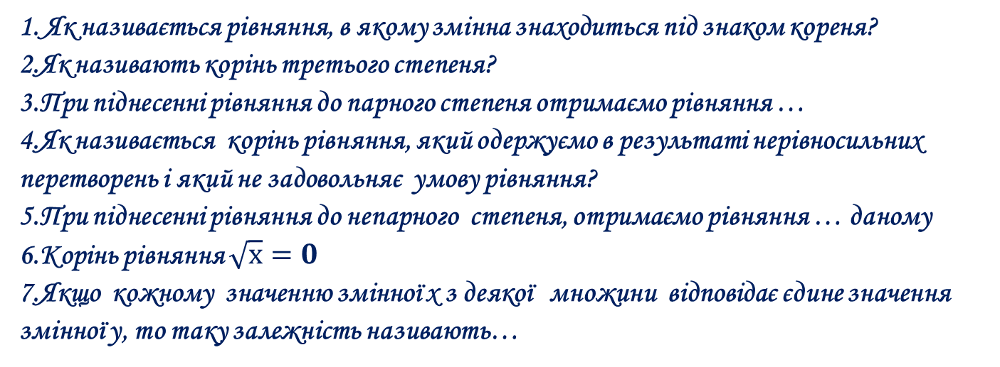 1. Як називається рівняння, в якому змінна знаходиться під знаком кореня?
2.Як називають корінь третього степеня?
3.При піднесенні рівняння до парного степеня отримаємо рівняння …
4.Як називається корінь рівняння, який одержуємо в результаті нерівносильних
перетворень і який не задовольняє умову рівняння?
5.При піднесенні рівняння до непарного степеня, отримаємо рівняння … даному
6.Корінь рівняння √x = 0
7.Якщо кожному значенню змінної х з деякої множини відповідає єдине значення
змінної у, то таку залежність називають…